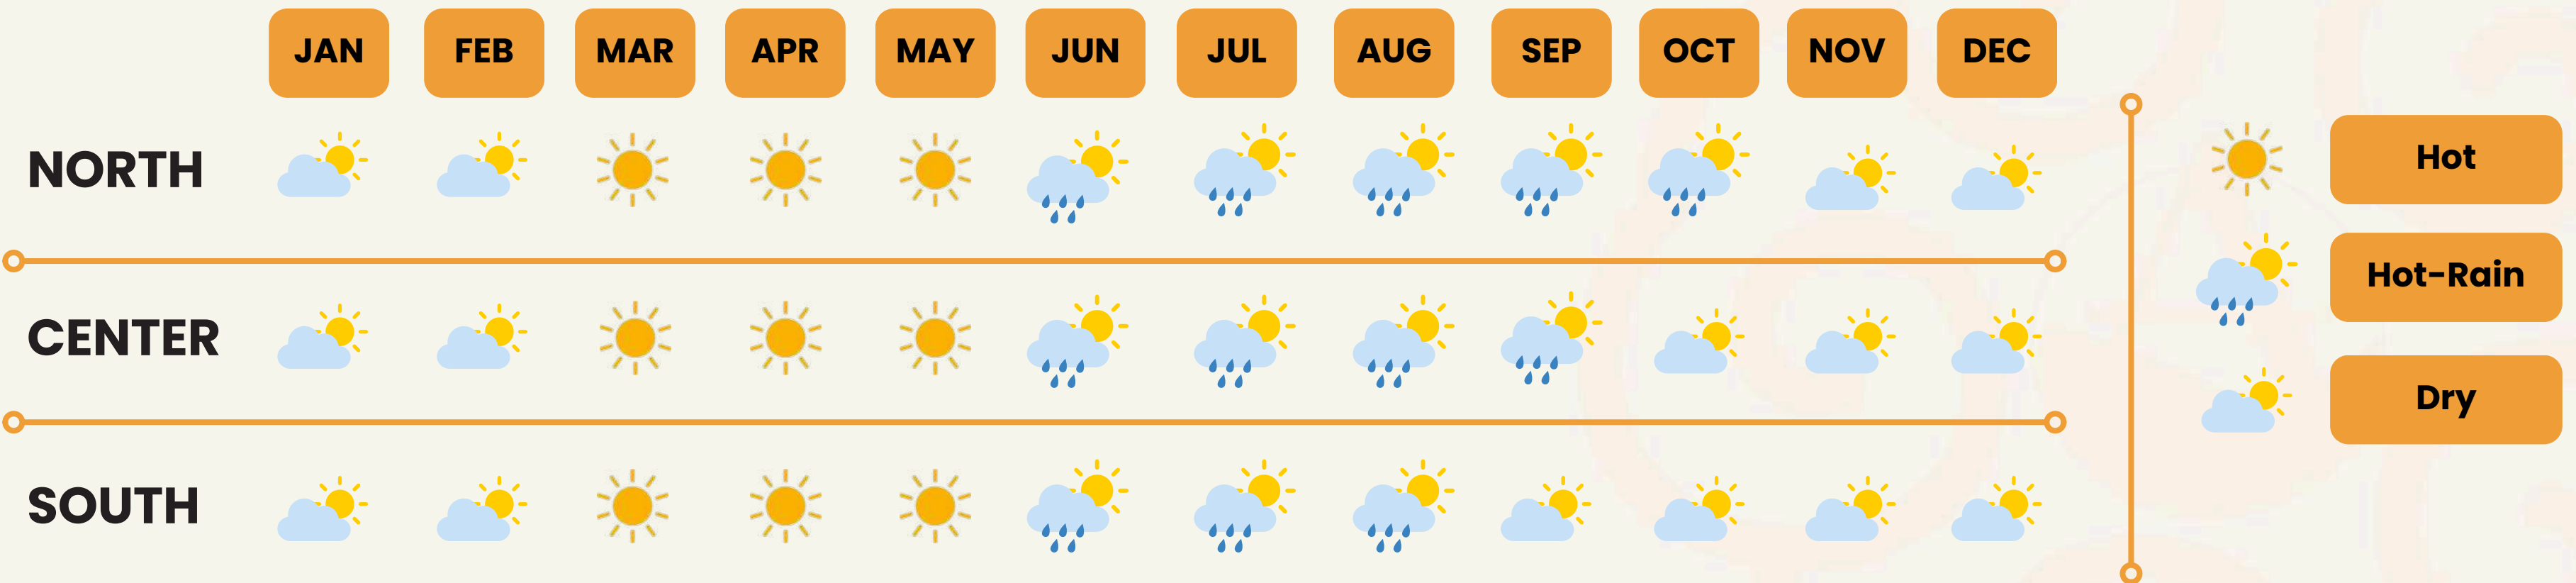 JAN FEB MAR APR MAY JUN JUL AUG SEP OCT NOV DEC
NORTH
CENTER
SOUTH
Hot
Hot-Rain
Dry